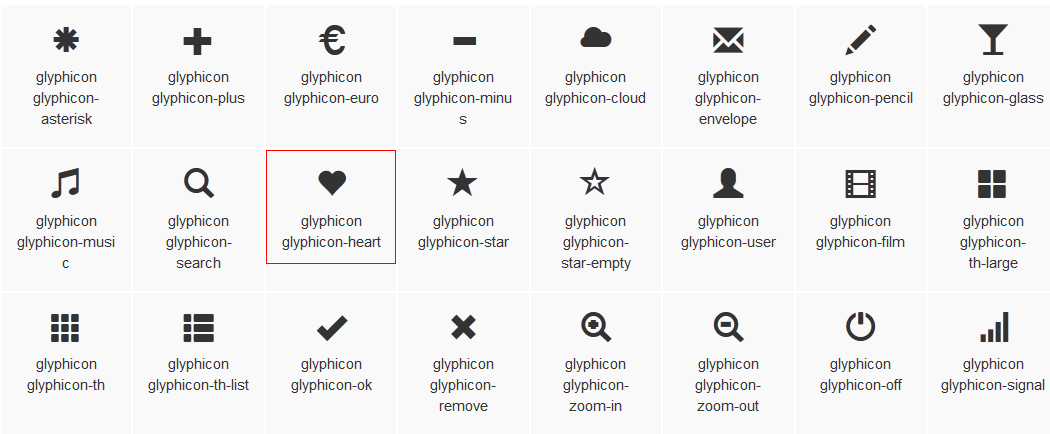 glyphicon
glyphicon-
asterisk
glyphicon
glyphicon-plus
glyphicon
glyphicon-euro
glyphicon
glyphicon-minu
s
glyphicon
glyphicon-cloud
glyphicon
glyphicon-
envelope
glyphicon
glyphicon-pencil
glyphicon
glyphicon-glass
glyphicon
glyphicon-musi
c
glyphicon
glyphicon-
search
glyphicon
glyphicon-heart
glyphicon
glyphicon-star
glyphicon
glyphicon-
star-empty
glyphicon
glyphicon-user
glyphicon
glyphicon-film
glyphicon
glyphicon-
th-large
glyphicon
glyphicon-th
glyphicon
glyphicon-th-list
glyphicon
glyphicon-ok
glyphicon
glyphicon-
remove
glyphicon
glyphicon-
zoom-in
glyphicon
glyphicon-
zoom-out
glyphicon
glyphicon-off
glyphicon
glyphicon-signal